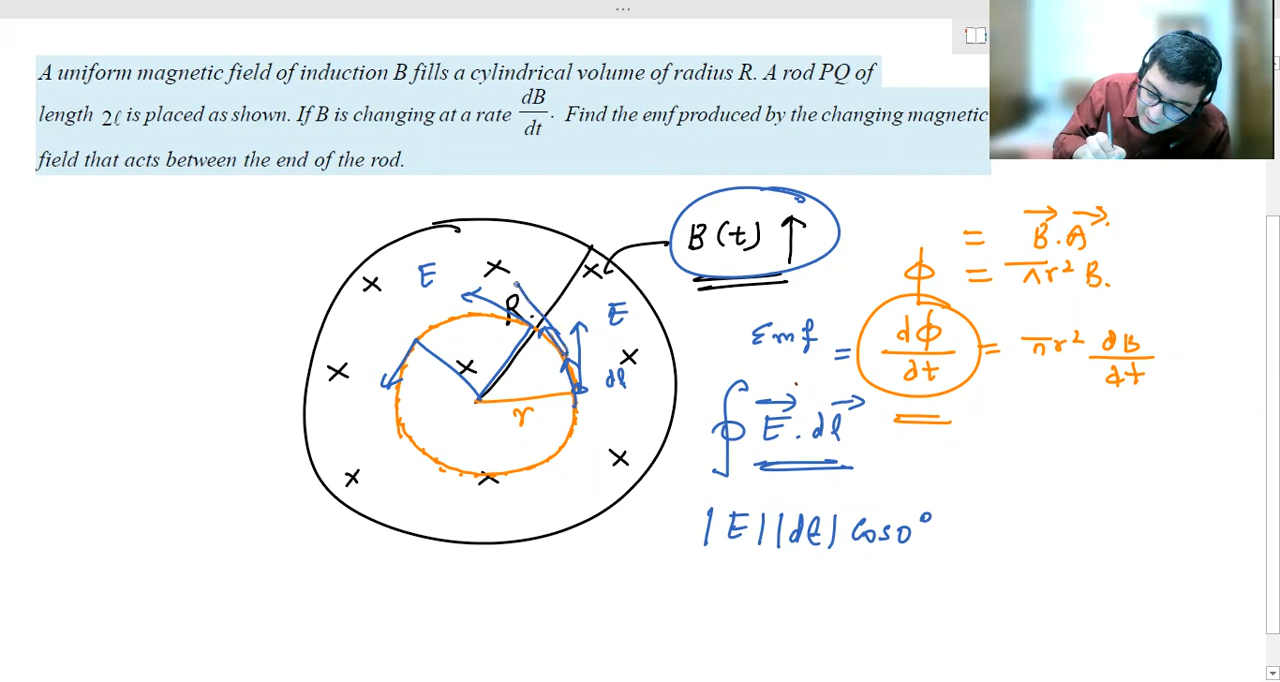 A uniform magnetic field of induction B fills a cylindrical volume of radius R. A rod PQ of
length 2ℓ is placed as shown. If B is changing at a rate dB/dt. Find the emf produced by the changing magnetic
field that acts between the end of the rod.
B(t) ↑
= B⃗.A⃗
ϕ = πr² B.
Emf = dϕ/dt = πr² dB/dt
∮ E⃗.dl⃗
|E||dl| cos0°
E
E
R
dl
r
× × × × × × × × ×